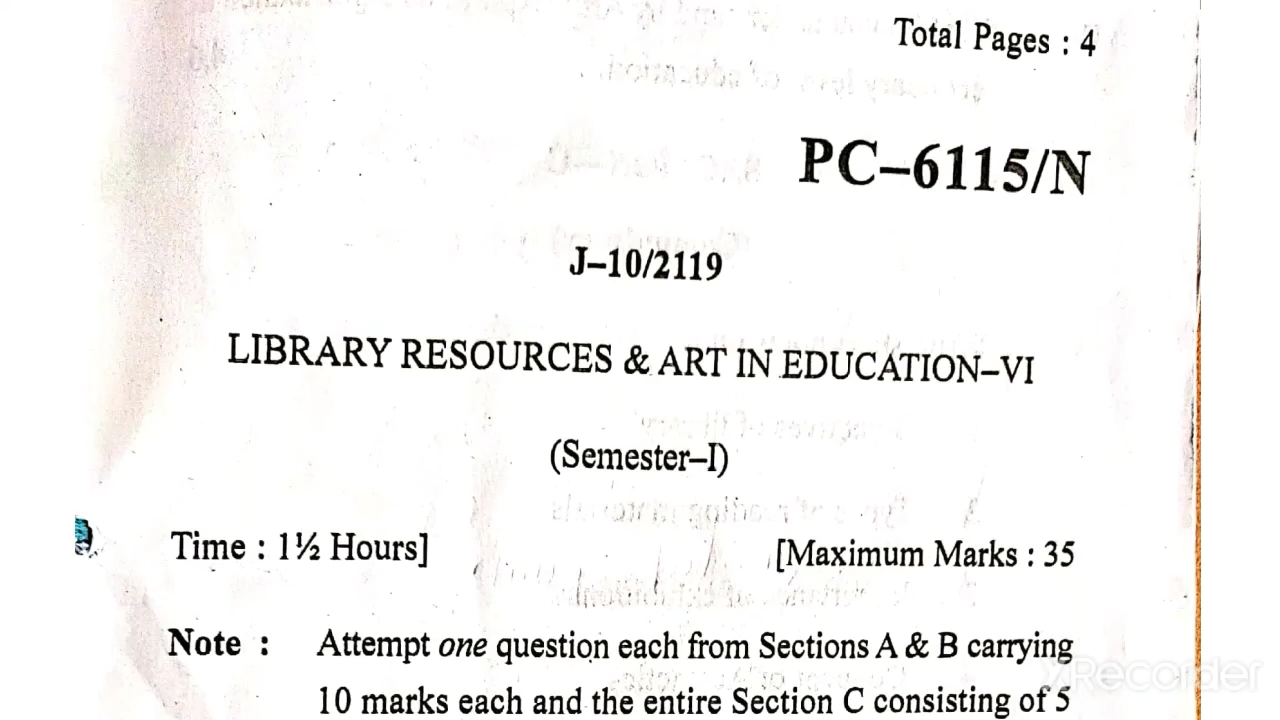 Total Pages : 4
PC–6115/N
J–10/2119
LIBRARY RESOURCES & ART IN EDUCATION–VI
(Semester–I)
Time : 1½ Hours] [Maximum Marks : 35
Note : Attempt one question each from Sections A & B carrying
10 marks each and the entire Section C consisting of 5
XRecorder